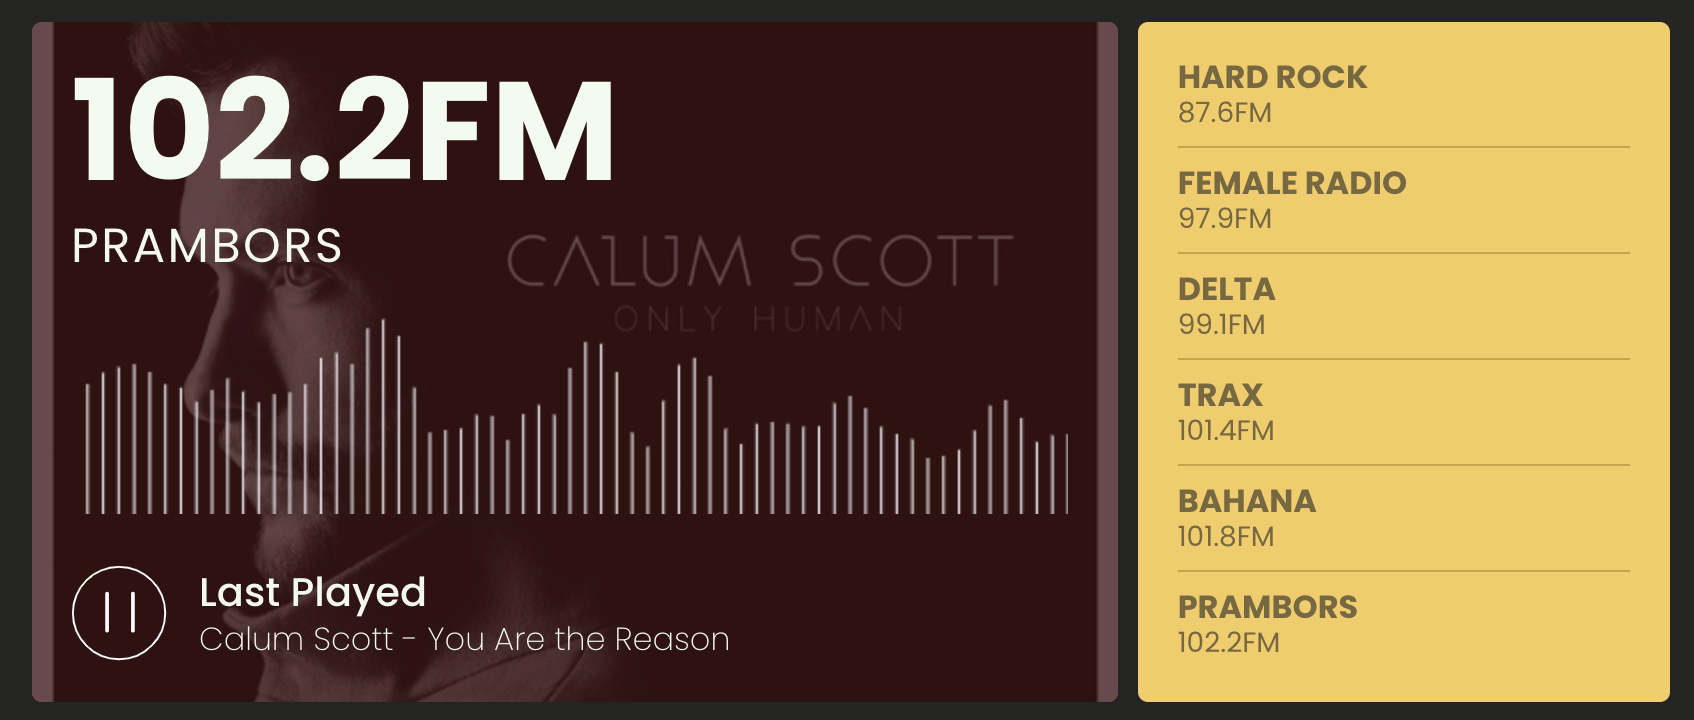 102.2FM
PRAMBORS
CALUM SCOTT
ONLY HUMAN
Last Played
Calum Scott - You Are the Reason
HARD ROCK
87.6FM
FEMALE RADIO
97.9FM
DELTA
99.1FM
TRAX
101.4FM
BAHANA
101.8FM
PRAMBORS
102.2FM